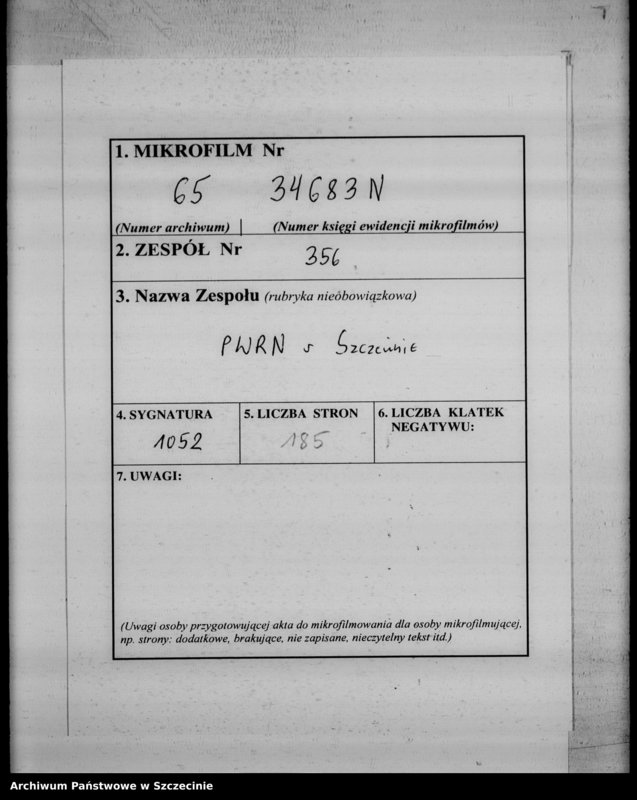 1. MIKROFILM Nr
65 34683 N
(Numer archiwum) (Numer księgi ewidencji mikrofilmów)
2. ZESPÓŁ Nr 356
3. Nazwa Zespołu (rubryka nieobowiązkowa)
PWRN Szczecinie
4. SYGNATURA
1052
5. LICZBA STRON
185
6. LICZBA KLATEK
NEGATYWU:
7. UWAGI:
(Uwagi osoby przygotowującej akta do mikrofilmowania dla osoby mikrofilmującej,
np. strony: dodatkowe, brakujące, nie zapisane, nieczytelny tekst itd.)
Archiwum Państwowe w Szczecinie